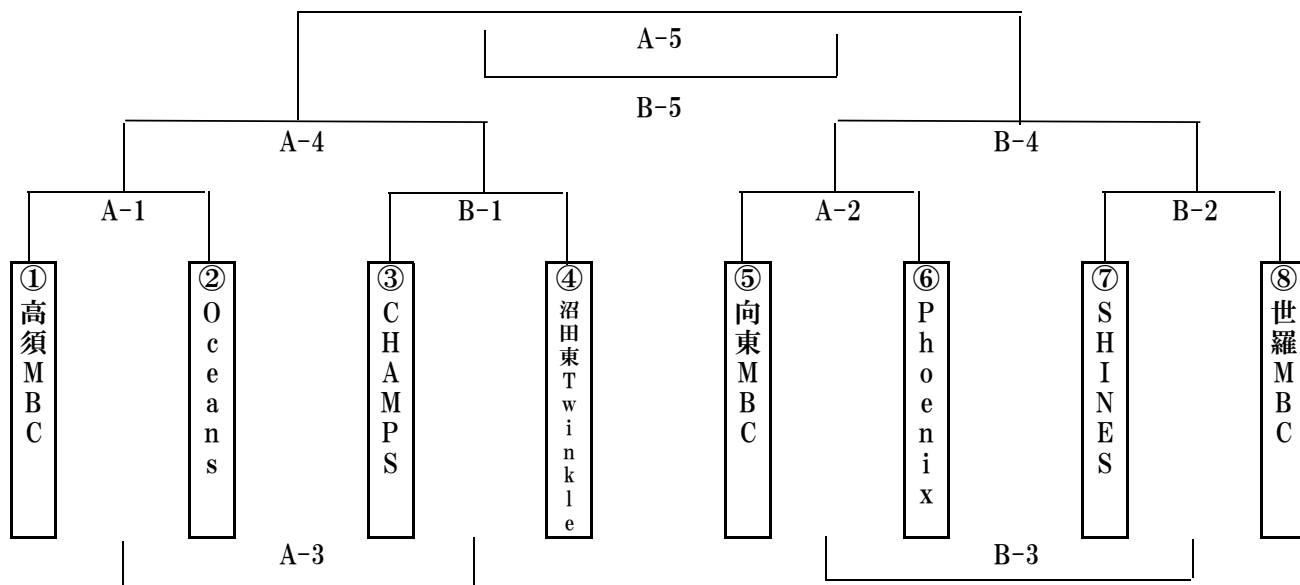 A-5
B-5
A-4
B-4
A-1
B-1
A-2
B-2
①高須MBC
②Oceans
③CHAMPS
④沼田東Twinkle
⑤向東MBC
⑥Phoenix
⑦SHINES
⑧世羅MBC
A-3
B-3